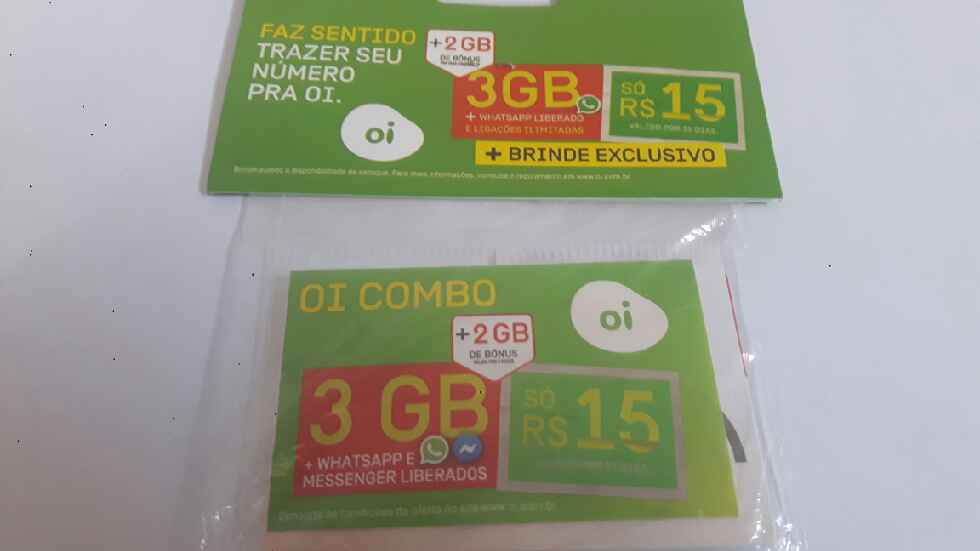 FAZ SENTIDO
TRAZER SEU
NÚMERO
PRA OI.
oi
+2 GB
DE BÔNUS
3GB
+ WHATSAPP LIBERADO
E LIGAÇÕES ILIMITADAS
SÓ
R$ 15
+ BRINDE EXCLUSIVO
OI COMBO
oi
+2 GB
DE BÔNUS
3 GB
+ WHATSAPP E
MESSENGER LIBERADOS
SÓ
R$ 15